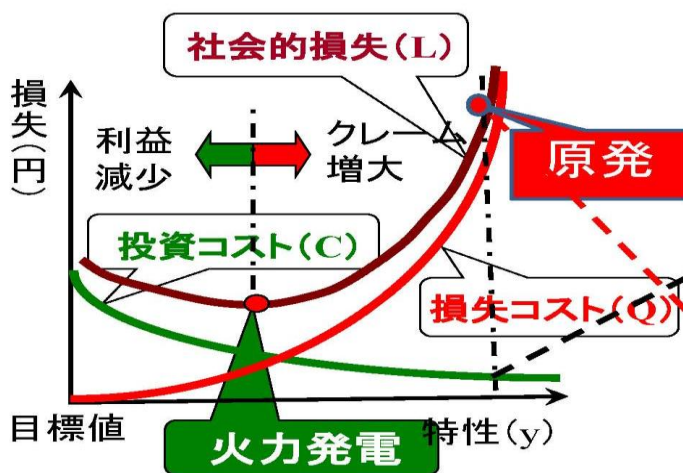 社会的損失(L)
損失(円)
利益
減少
クレーム
増大
原発
投資コスト(C)
損失コスト(Q)
目標値
火力発電
特性(y)